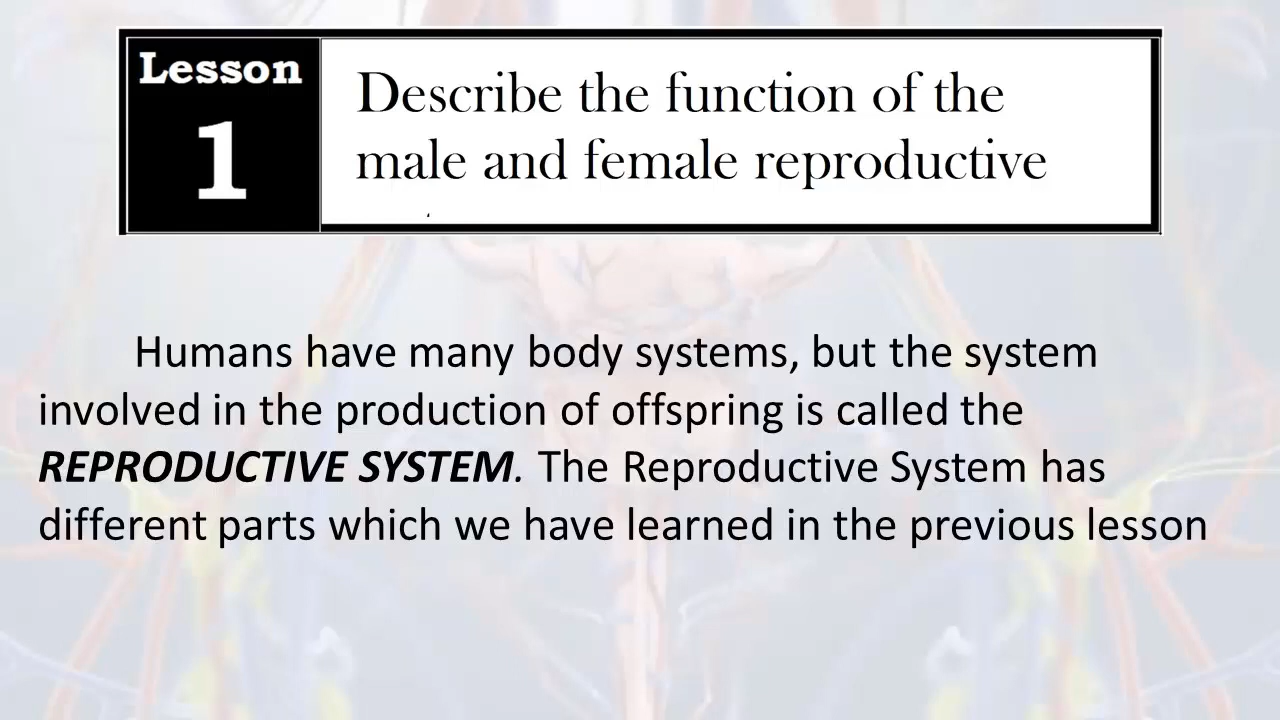 Lesson
1
Describe the function of the
male and female reproductive
Humans have many body systems, but the system
involved in the production of offspring is called the
REPRODUCTIVE SYSTEM. The Reproductive System has
different parts which we have learned in the previous lesson